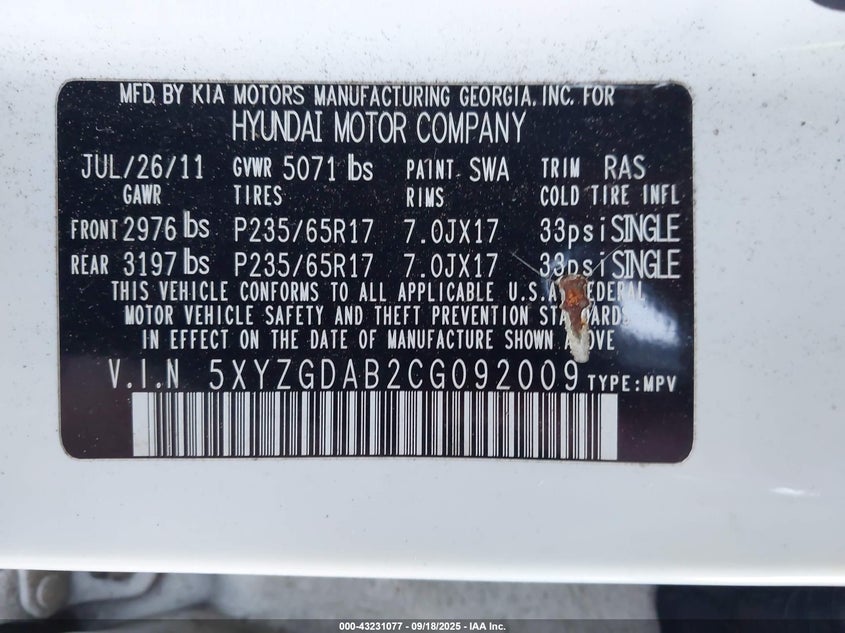 MFD. BY KIA MOTORS MANUFACTURING GEORGIA, INC. FOR
HYUNDAI MOTOR COMPANY
JUL/26/11 GVWR 5071 lbs PAINT SWA TRIM RAS
GAWR TIRES RIMS COLD TIRE INFL
FRONT 2976 lbs P235/65R17 7.0JX17 33psi SINGLE
REAR 3197 lbs P235/65R17 7.0JX17 33psi SINGLE
THIS VEHICLE CONFORMS TO ALL APPLICABLE U.S.A. FEDERAL
MOTOR VEHICLE SAFETY AND THEFT PREVENTION STANDARDS
IN EFFECT ON THE DATE OF MANUFACTURE SHOWN ABOVE
V.I.N 5XYZGDAB2CG092009 TYPE:MPV
000-43231077 - 09/18/2025 - IAA Inc.